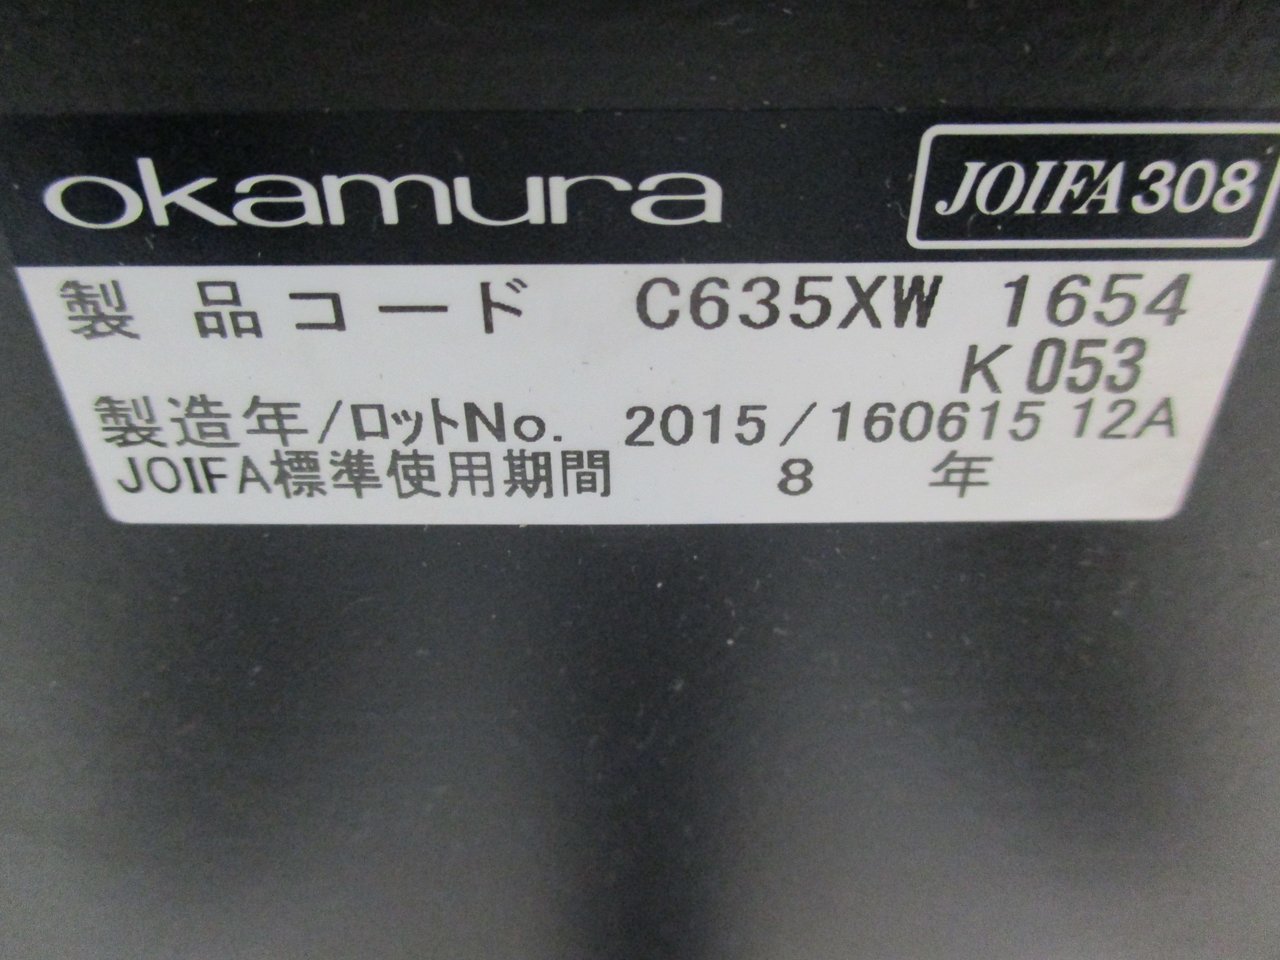 okamura JOIFA308
製品コード C635XW 1654
K 053
製造年/ロットNo. 2015/160615 12A
JOIFA標準使用期間 8 年